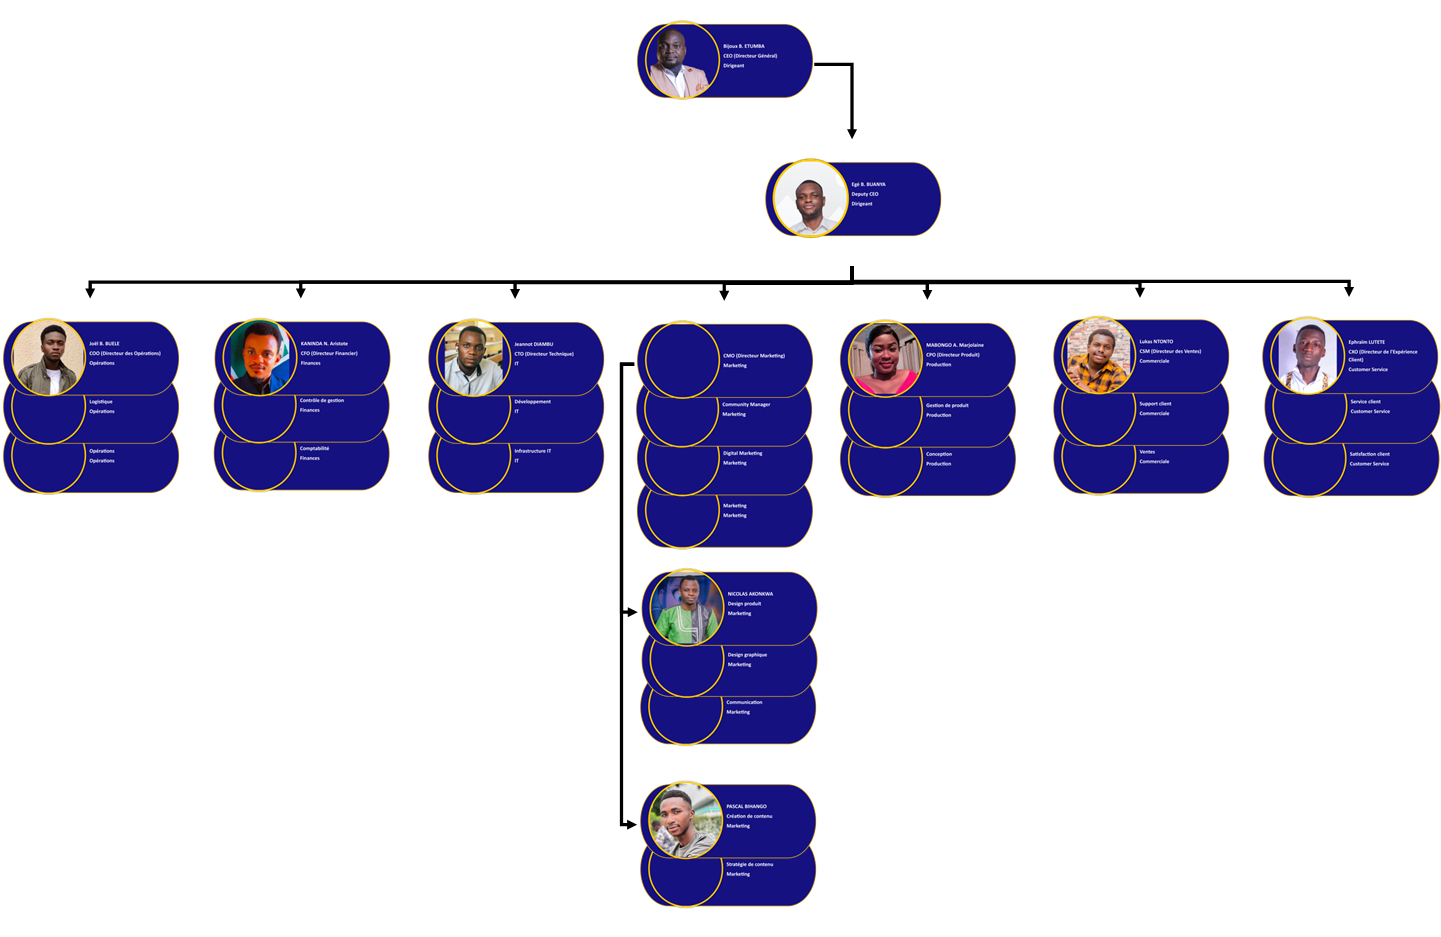 Bijoux B. ETUMBA
CEO (Directeur Général)
Dirigeant
Egé B. BUANYA
Deputy CEO
Dirigeant
Joël B. BUELE
COO (Directeur des Opérations)
Opérations
Logistique
Opérations
Opérations
Opérations
KANINDA N. Aristote
CFO (Directeur Financier)
Finances
Contrôle de gestion
Finances
Comptabilité
Finances
Jeannot DIAMBU
CTO (Directeur Technique)
IT
Développement
IT
Infrastructure IT
IT
CMO (Directeur Marketing)
Marketing
Community Manager
Marketing
Digital Marketing
Marketing
Marketing
Marketing
NICOLAS AKONKWA
Design produit
Marketing
Design graphique
Marketing
Communication
Marketing
PASCAL BIHANGO
Création de contenu
Marketing
Stratégie de contenu
Marketing
MABONGO A. Marjolaine
CPO (Directeur Produit)
Production
Gestion de produit
Production
Conception
Production
Lukas NTONTO
CSM (Directeur des Ventes)
Commerciale
Support client
Commerciale
Ventes
Commerciale
Ephraïm LUTETE
CXO (Directeur de l'Expérience
Client)
Customer Service
Service client
Customer Service
Satisfaction client
Customer Service